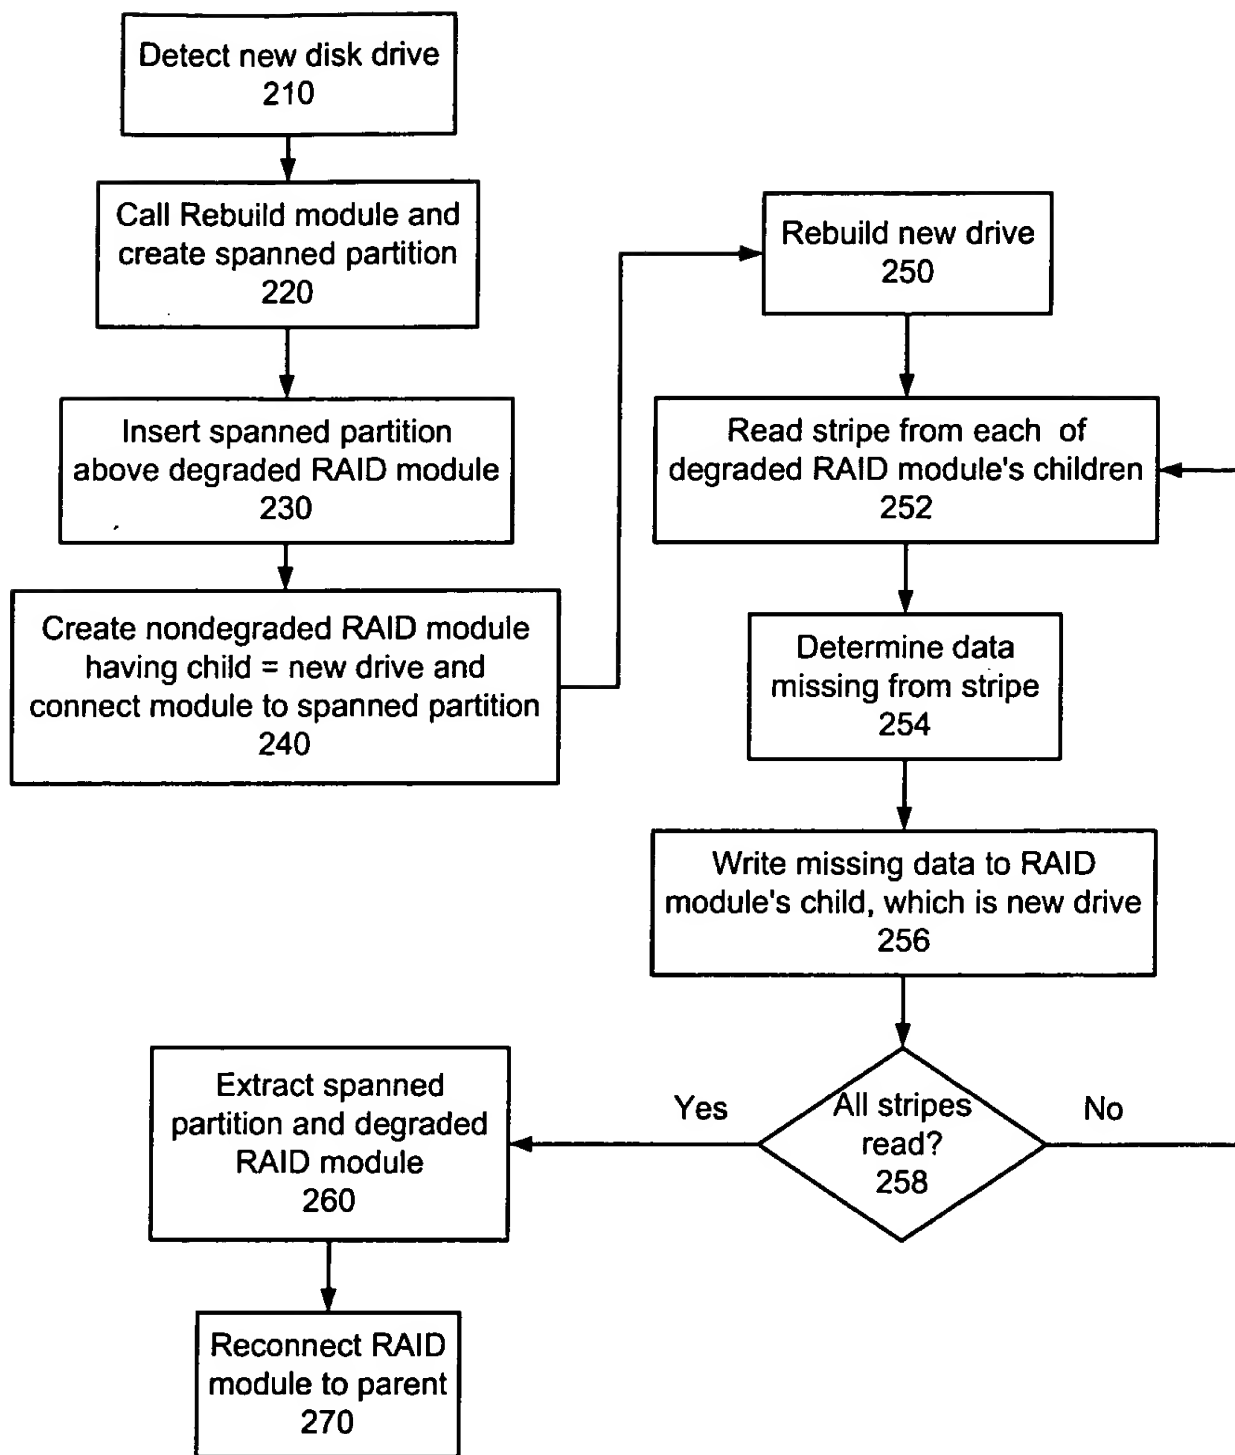 Detect new disk drive
210
Call Rebuild module and
create spanned partition
220
Insert spanned partition
above degraded RAID module
230
Create nondegraded RAID module
having child = new drive and
connect module to spanned partition
240
Rebuild new drive
250
Read stripe from each of
degraded RAID module's children
252
Determine data
missing from stripe
254
Write missing data to RAID
module's child, which is new drive
256
All stripes
read?
258
Yes
No
Extract spanned
partition and degraded
RAID module
260
Reconnect RAID
module to parent
270